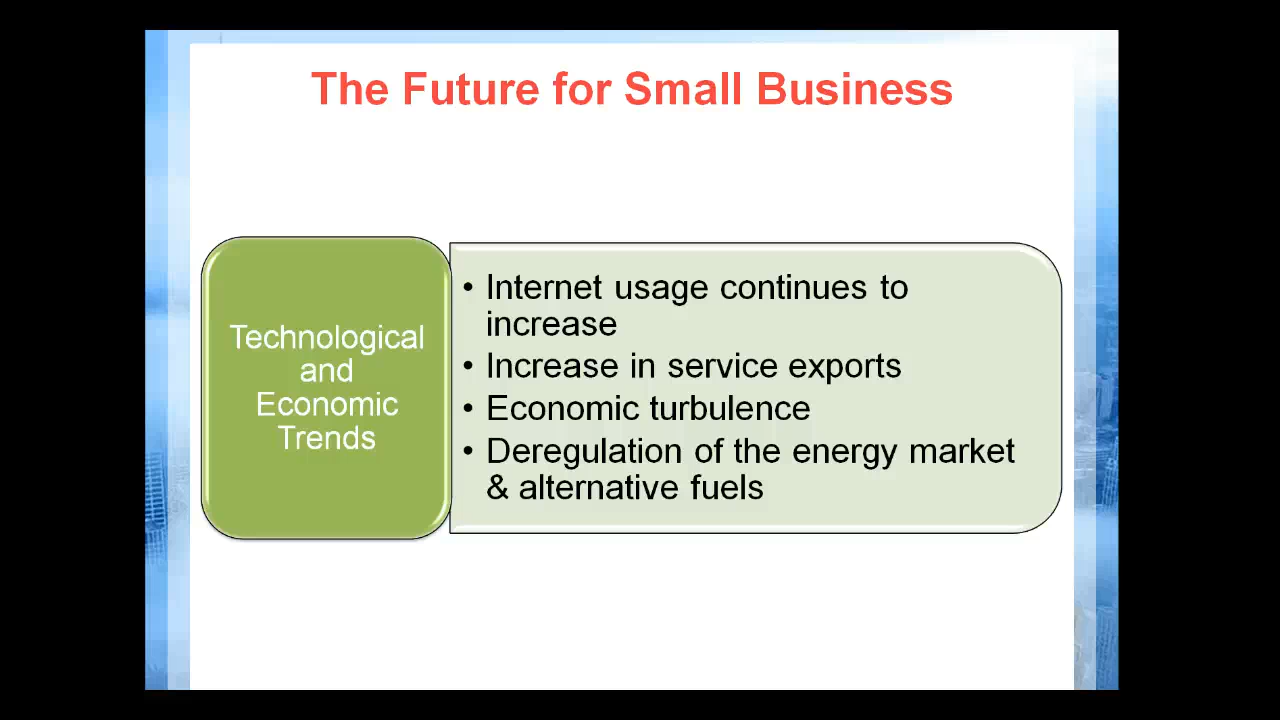 The Future for Small Business
Technological
and
Economic
Trends
• Internet usage continues to
increase
• Increase in service exports
• Economic turbulence
• Deregulation of the energy market
& alternative fuels